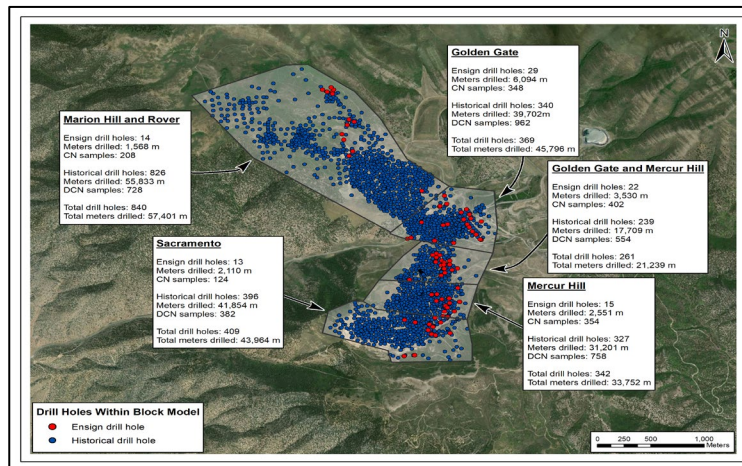 N
Golden Gate
Ensign drill holes: 29
Meters drilled: 6,094 m
CN samples: 348
Historical drill holes: 340
Meters drilled: 39,702m
DCN samples: 962
Total drill holes: 369
Total meters drilled: 45,796 m
Marion Hill and Rover
Ensign drill holes: 14
Meters drilled: 1,568 m
CN samples: 208
Historical drill holes: 826
Meters drilled: 55,833 m
DCN samples: 728
Total drill holes: 840
Total meters drilled: 57,401 m
Golden Gate and Mercur Hill
Ensign drill holes: 22
Meters drilled: 3,530 m
CN samples: 402
Historical drill holes: 239
Meters drilled: 17,709 m
DCN samples: 554
Total drill holes: 261
Total meters drilled: 21,239 m
Sacramento
Ensign drill holes: 13
Meters drilled: 2,110 m
CN samples: 124
Historical drill holes: 396
Meters drilled: 41,854 m
DCN samples: 382
Total drill holes: 409
Total meters drilled: 43,964 m
Mercur Hill
Ensign drill holes: 15
Meters drilled: 2,551 m
CN samples: 354
Historical drill holes: 327
Meters drilled: 31,201 m
DCN samples: 758
Total drill holes: 342
Total meters drilled: 33,752 m
Drill Holes Within Block Model
Ensign drill hole
Historical drill hole
0 250 500 1,000
Meters